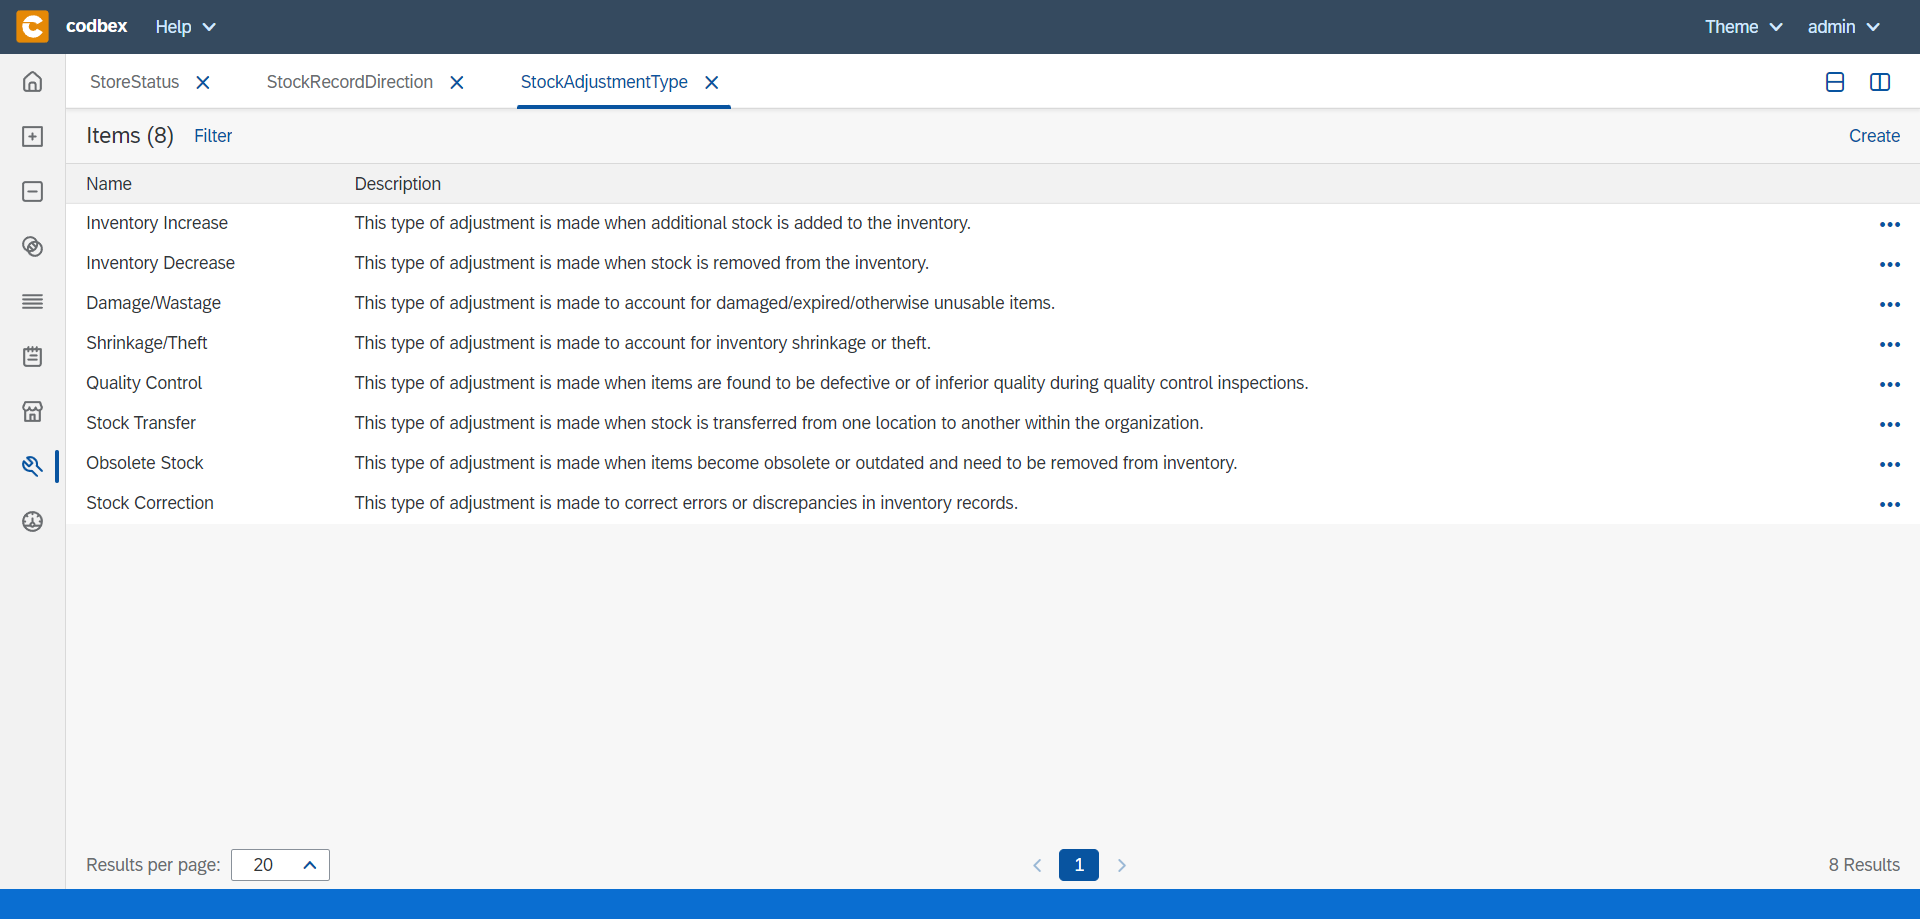 codbex Help Theme admin
StoreStatus StockRecordDirection StockAdjustmentType
Items (8) Filter Create
Name Description
Inventory Increase This type of adjustment is made when additional stock is added to the inventory.
Inventory Decrease This type of adjustment is made when stock is removed from the inventory.
Damage/Wastage This type of adjustment is made to account for damaged/expired/otherwise unusable items.
Shrinkage/Theft This type of adjustment is made to account for inventory shrinkage or theft.
Quality Control This type of adjustment is made when items are found to be defective or of inferior quality during quality control inspections.
Stock Transfer This type of adjustment is made when stock is transferred from one location to another within the organization.
Obsolete Stock This type of adjustment is made when items become obsolete or outdated and need to be removed from inventory.
Stock Correction This type of adjustment is made to correct errors or discrepancies in inventory records.
Results per page: 20 1 8 Results